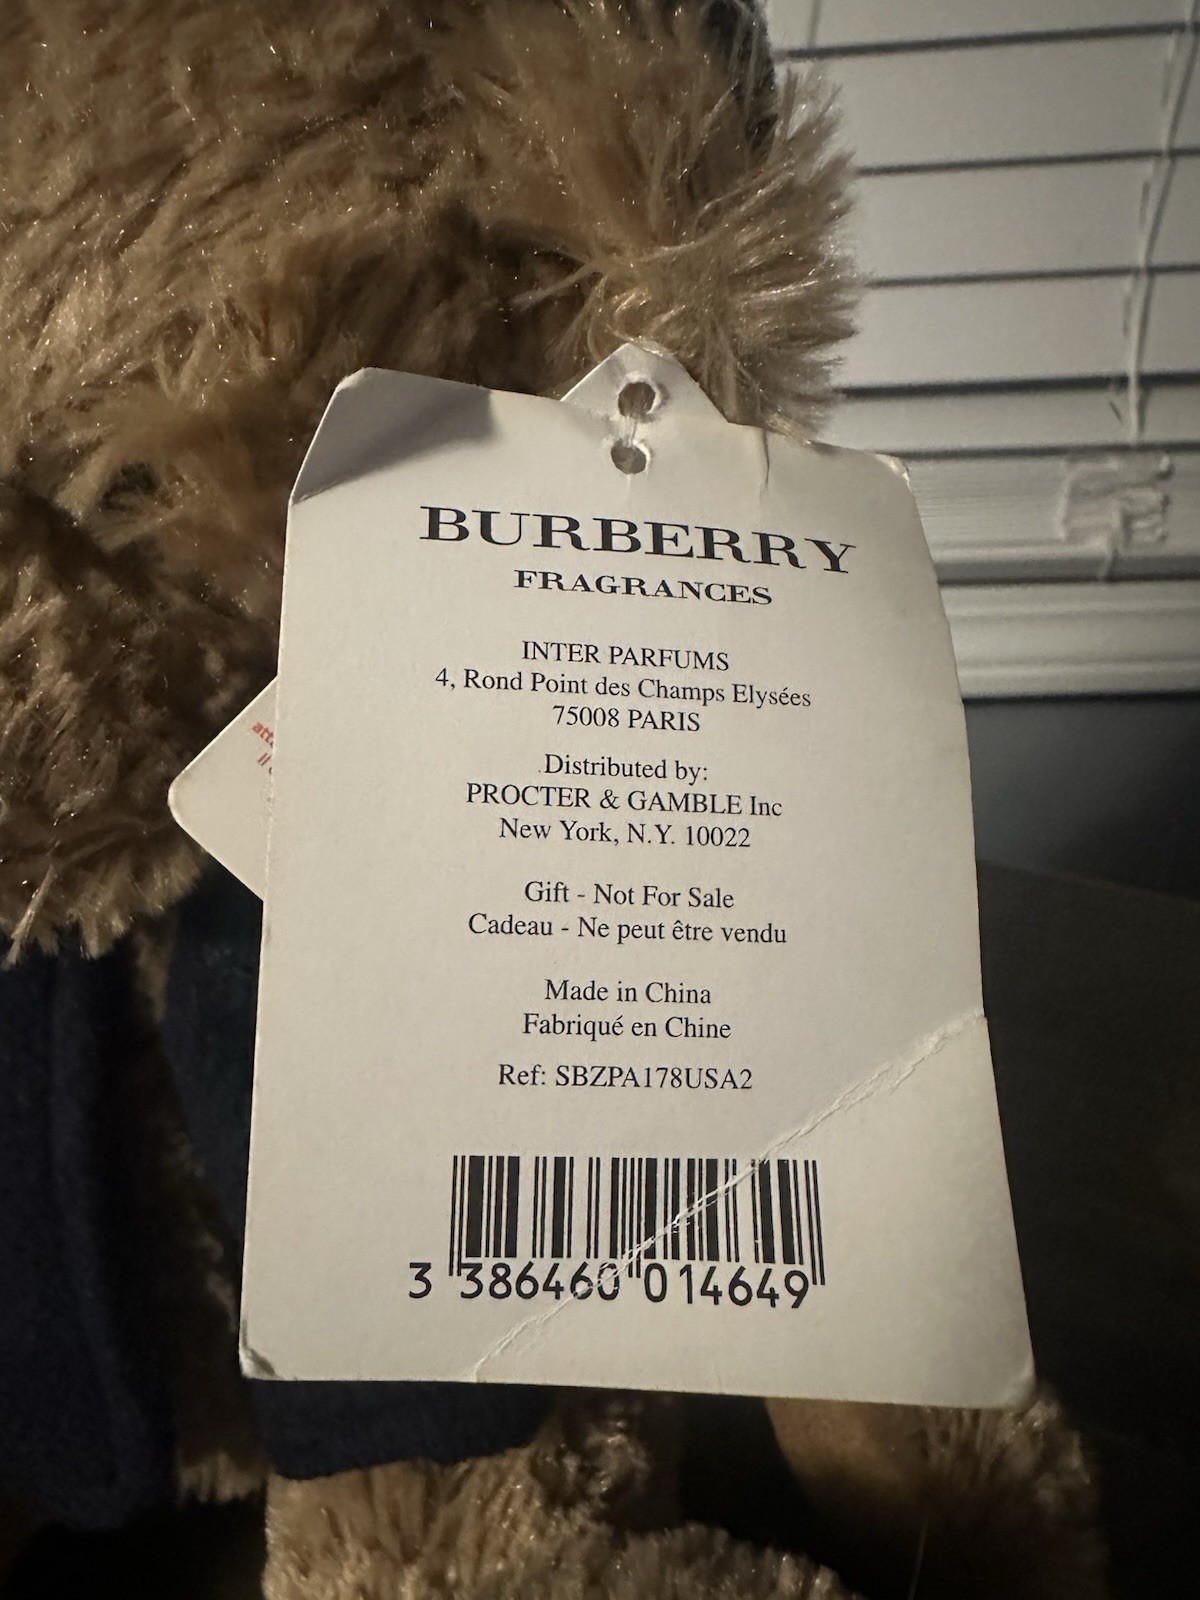 BURBERRY
FRAGRANCES
INTER PARFUMS
4, Rond Point des Champs Elysées
75008 PARIS
Distributed by:
PROCTER & GAMBLE Inc
New York, N.Y. 10022
Gift - Not For Sale
Cadeau - Ne peut être vendu
Made in China
Fabriqué en Chine
Ref: SBZPA178USA2
3 386460 014649